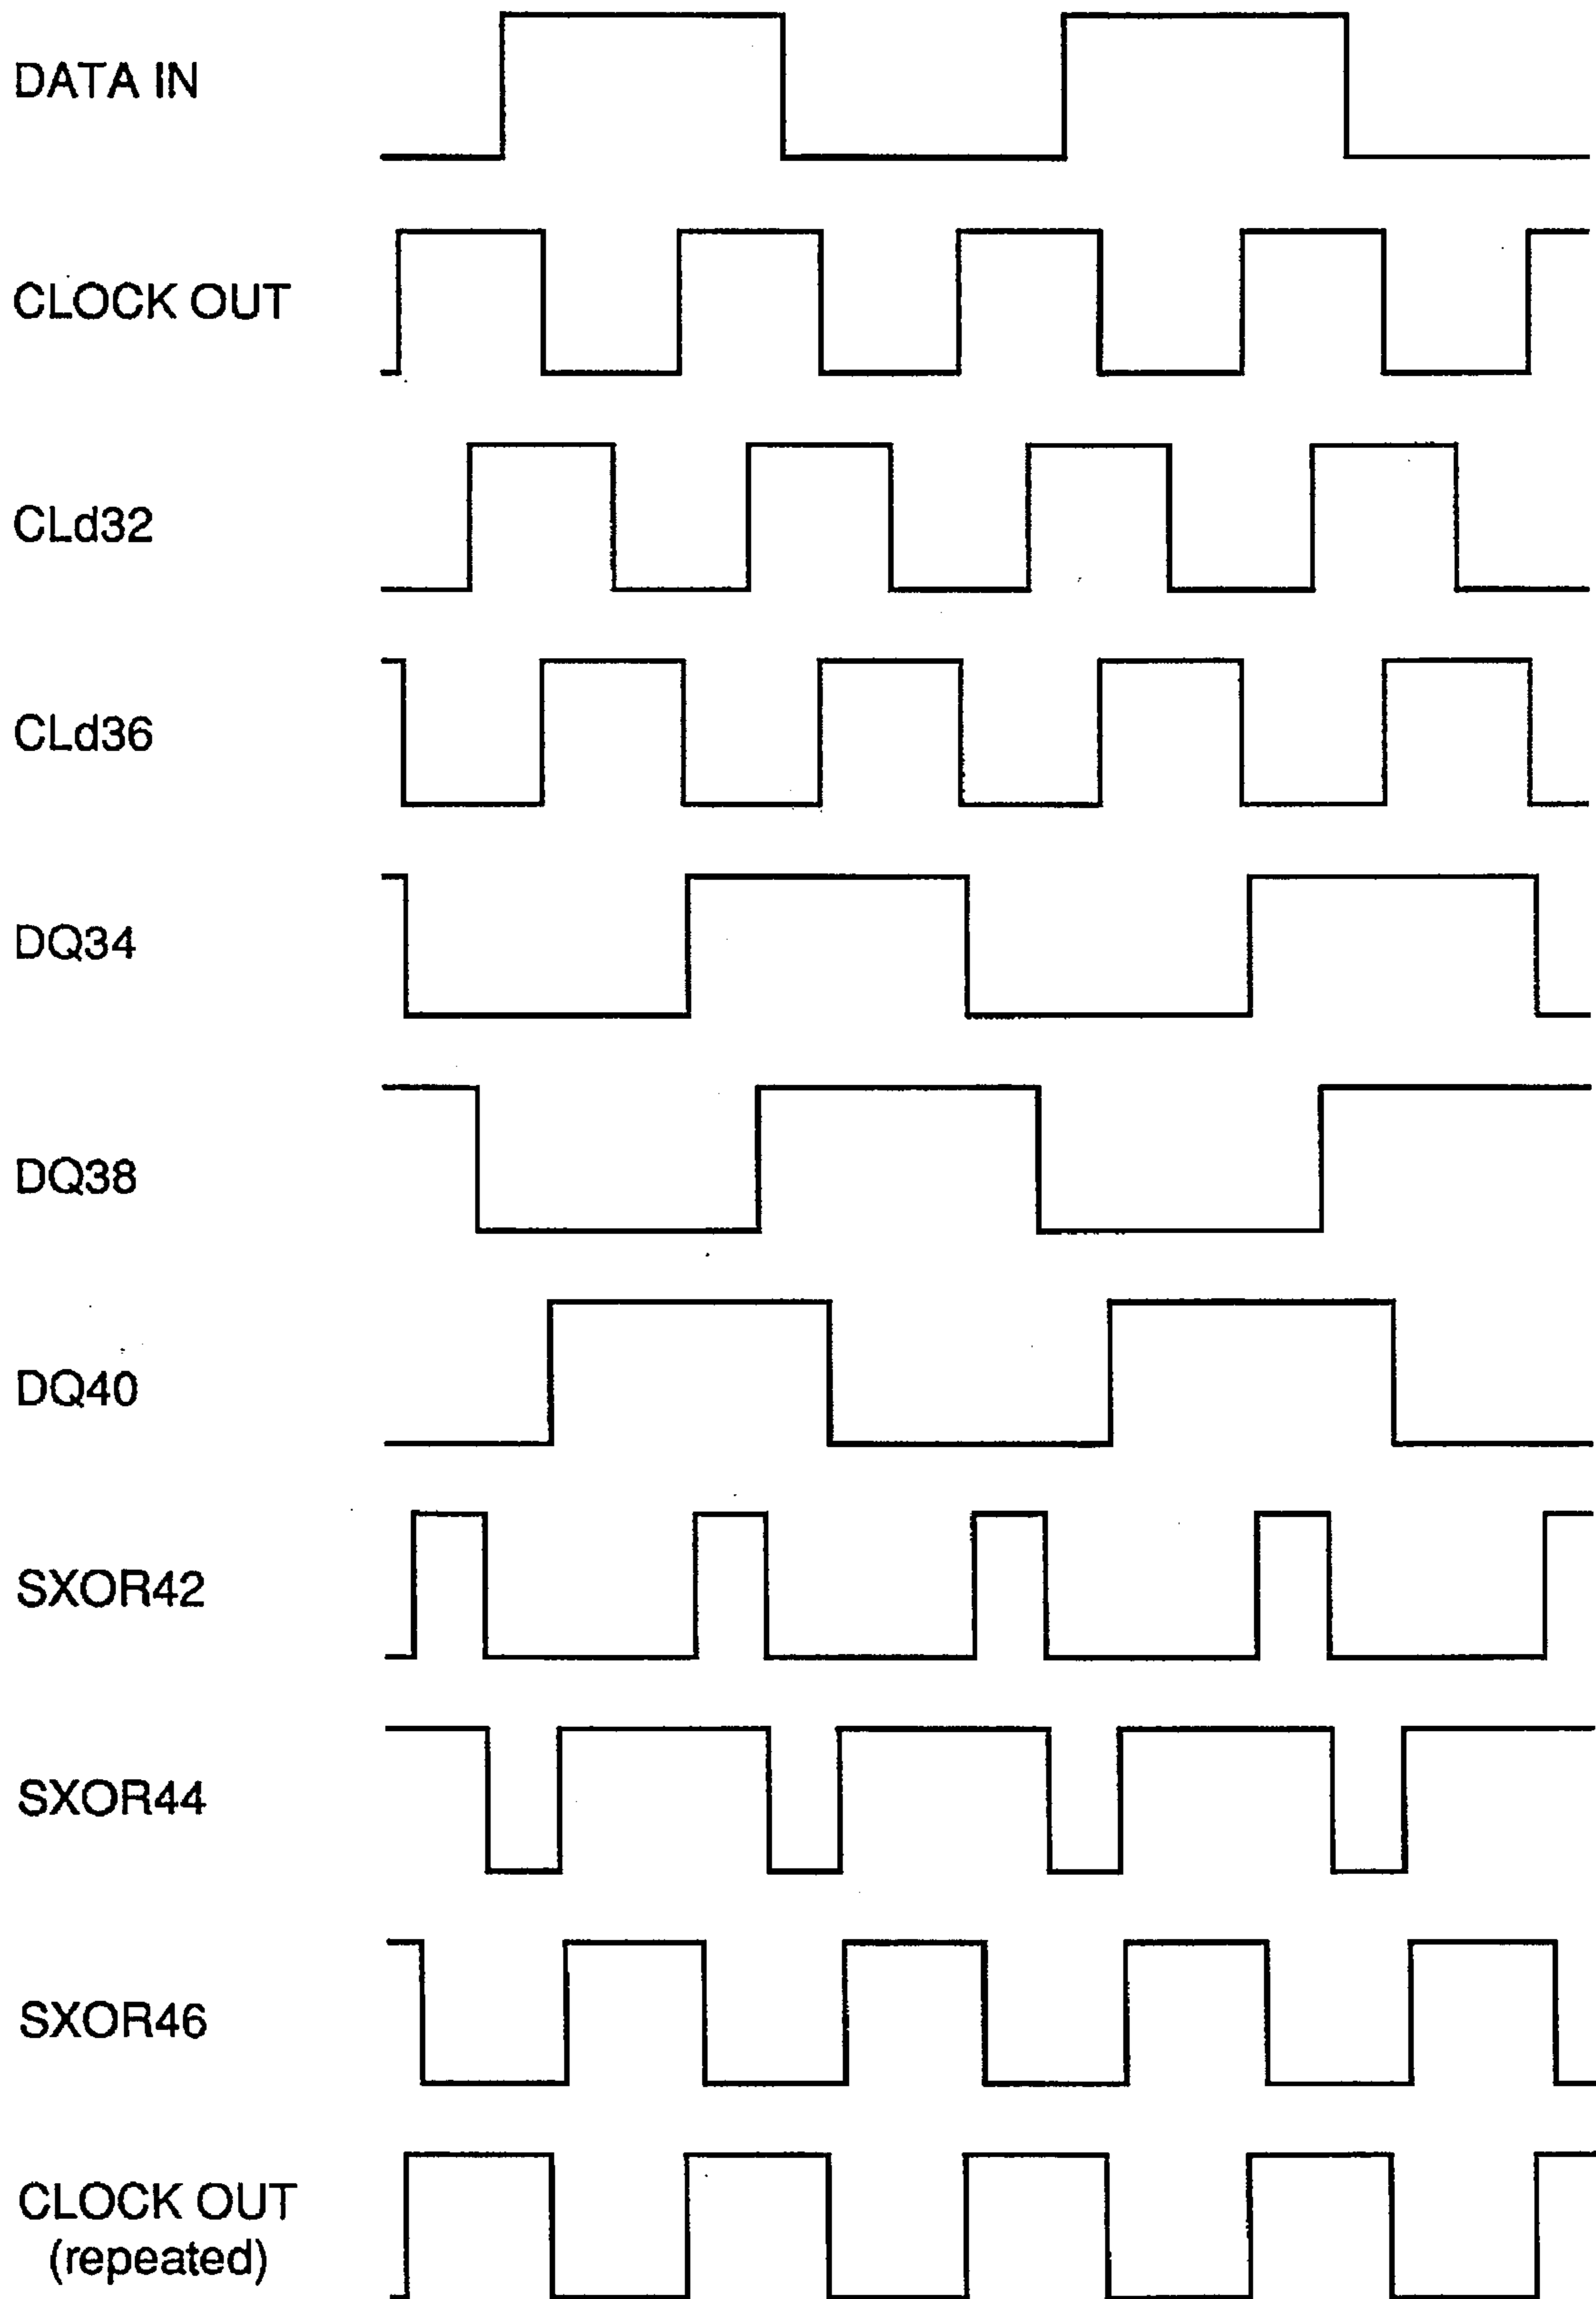 DATA IN
CLOCK OUT
CLd32
CLd36
DQ34
DQ38
DQ40
SXOR42
SXOR44
SXOR46
CLOCK OUT
(repeated)